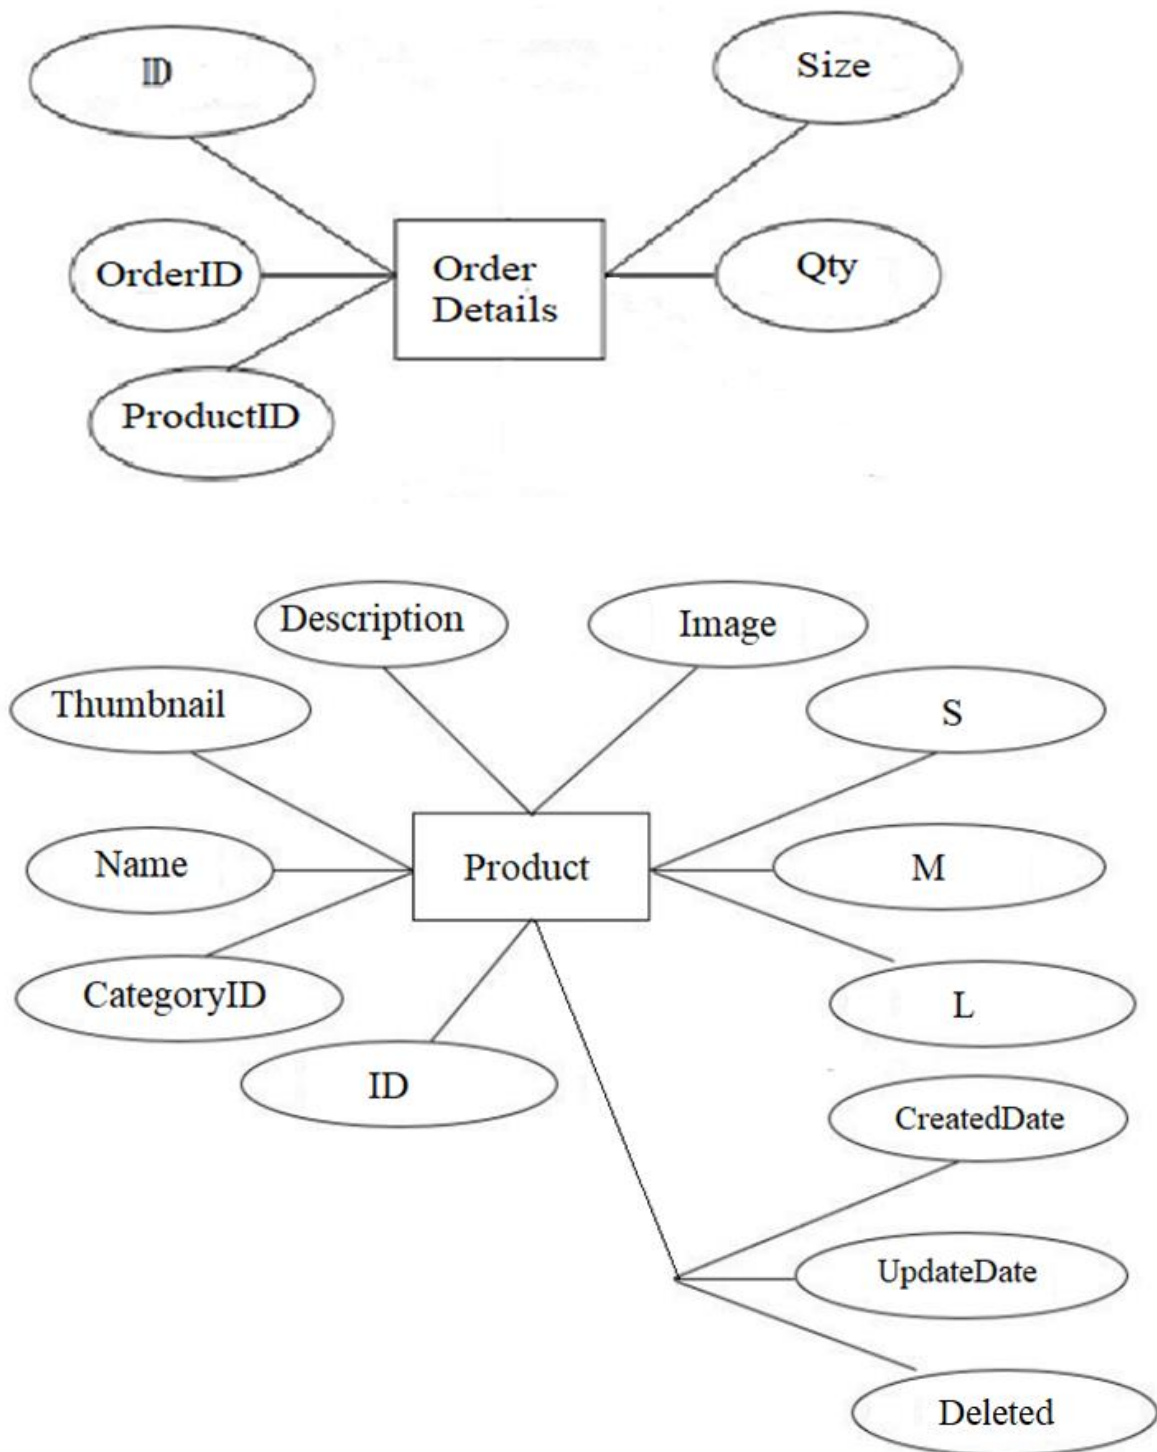 ID
Size
OrderID
Order
Details
Qty
ProductID
Description
Image
Thumbnail
S
Name
Product
M
CategoryID
L
ID
CreatedDate
UpdateDate
Deleted